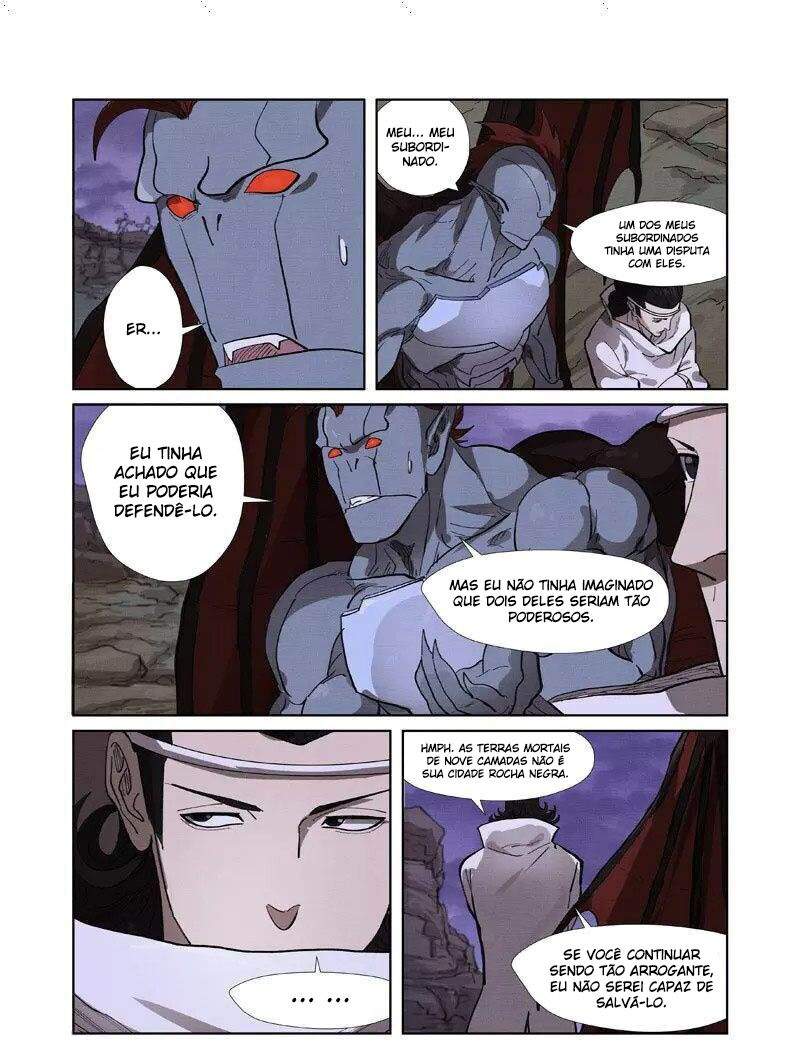 ER...
MEU... MEU
SUBORDI-
NADO.
UM DOS MEUS
SUBORDINADOS
TINHA UMA DISPUTA
COM ELES.
EU TINHA
ACHADO QUE
EU PODERIA
DEFENDÊ-LO.
MAS EU NÃO TINHA IMAGINADO
QUE DOIS DELES SERIAM TÃO
PODEROSOS.
... ...
HMPH. AS TERRAS MORTAIS
DE NOVE CAMADAS NÃO É
SUA CIDADE ROCHA NEGRA.
SE VOCÊ CONTINUAR
SENDO TÃO ARROGANTE,
EU NÃO SEREI CAPAZ DE
SALVÃ-LO.